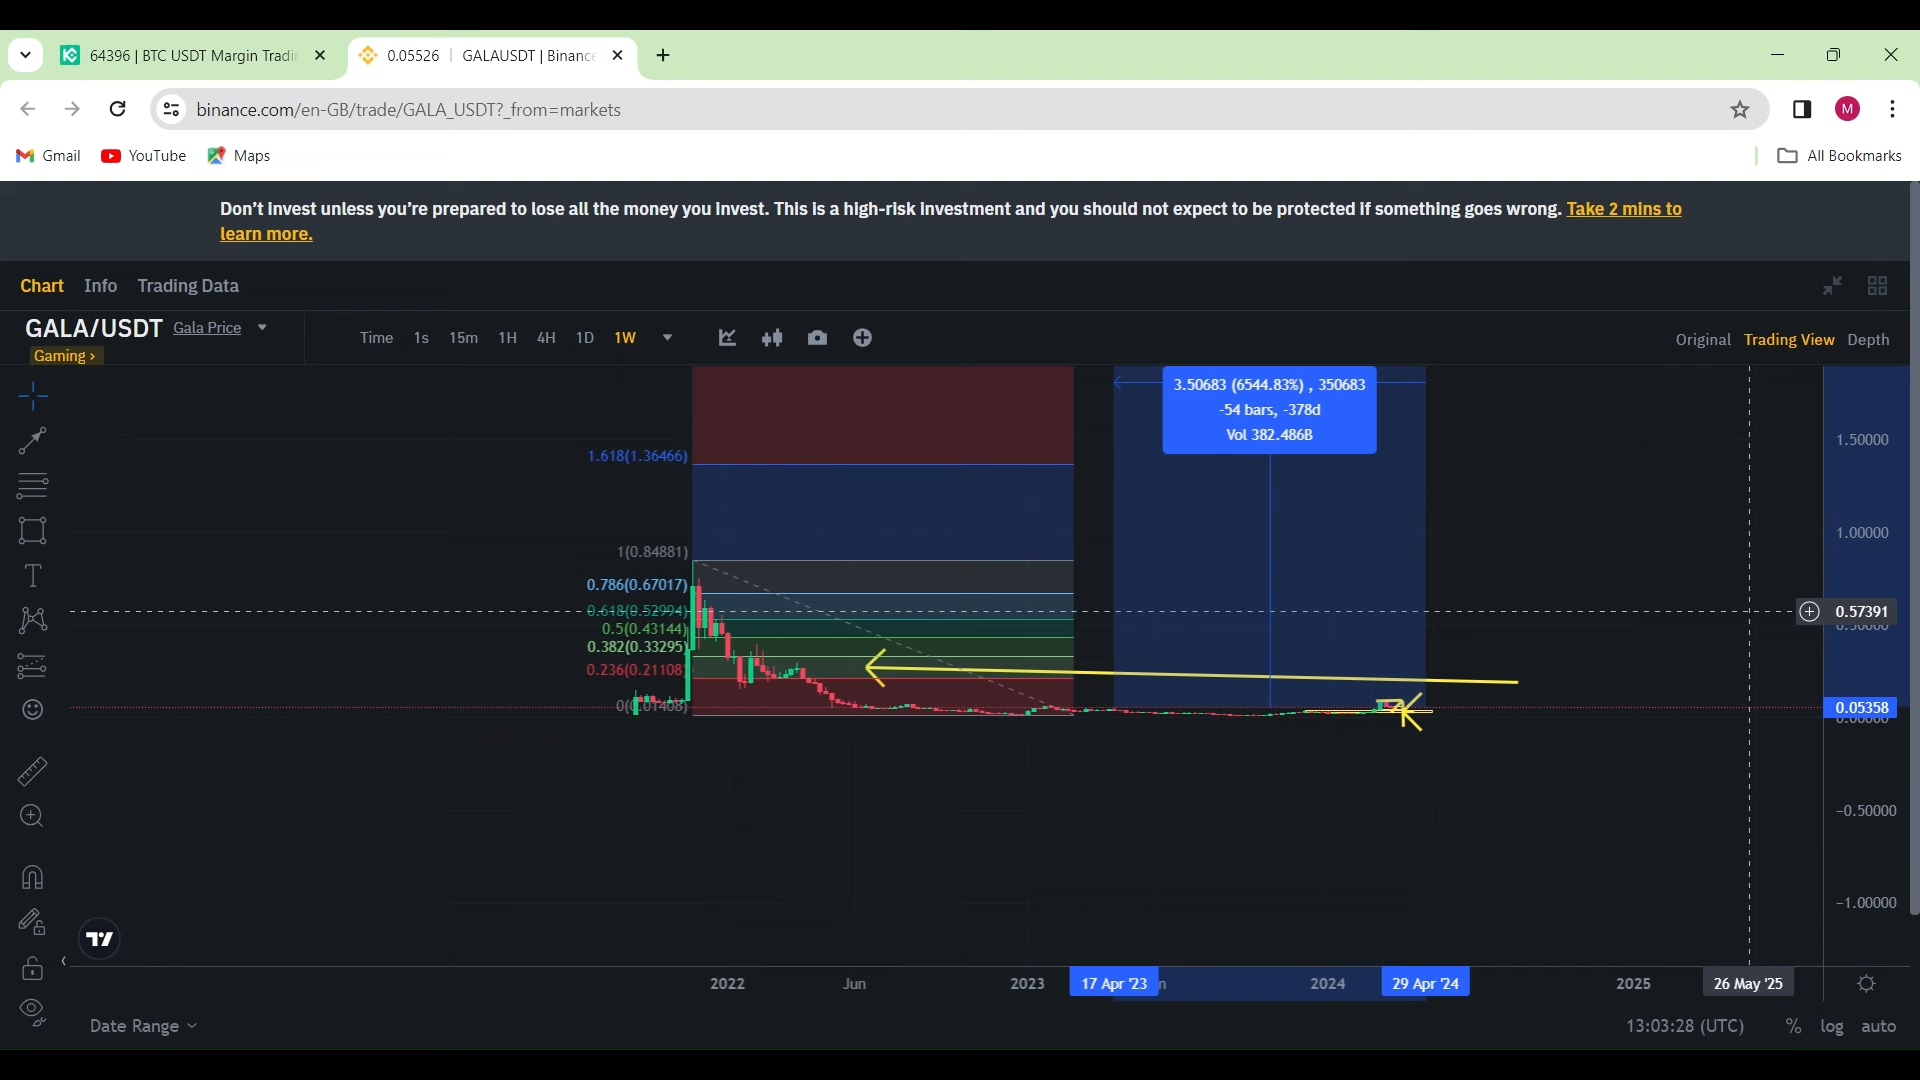 64396 | BTC USDT Margin Tradi
0.05526 | GALAUSDT | Binance
binance.com/en-GB/trade/GALA_USDT?_from=markets
M
Gmail
YouTube
Maps
All Bookmarks
Don't invest unless you're prepared to lose all the money you invest. This is a high-risk investment and you should not expect to be protected if something goes wrong. Take 2 mins to
learn more.
Chart Info Trading Data
GALA/USDT Gala Price
Gaming >
Time 1s 15m 1H 4H 1D 1W
Original Trading View Depth
3.50683 (6544.83%) , 350683
-54 bars, -378d
Vol 382.486B
1.618(1.36466)
1(0.84881)
0.786(0.67017)
0.618(0.52994)
0.5(0.43144)
0.382(0.33295)
0.236(0.21108)
0(0.01408)
1.50000
1.00000
0.57391
0.50000
0.05358
0.00000
-0.50000
-1.00000
2022 Jun 2023 17 Apr '23 2024 29 Apr '24 2025 26 May '25
Date Range
13:03:28 (UTC) % log auto